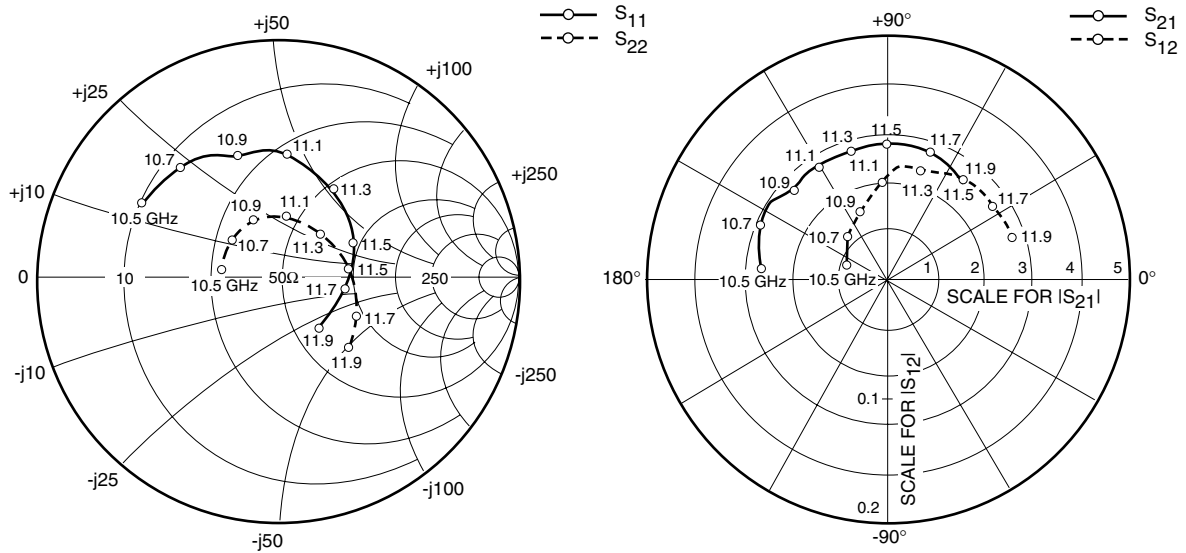 S11
S22
+j50
+j25
+j100
+j10
+j250
0
10
50Ω
250
-j10
-j250
-j25
-j100
-j50
10.5 GHz
10.7
10.9
11.1
11.3
11.5
11.7
11.9
10.5 GHz
10.7
10.9
11.1
11.3
11.5
11.7
11.9
S21
S12
+90°
180°
0°
-90°
10.5 GHz
10.7
10.9
11.1
11.3
11.5
11.7
11.9
10.5 GHz
10.7
10.9
11.1
11.3
11.5
11.7
11.9
1
2
3
4
5
SCALE FOR |S21|
SCALE FOR |S12|
0.1
0.2